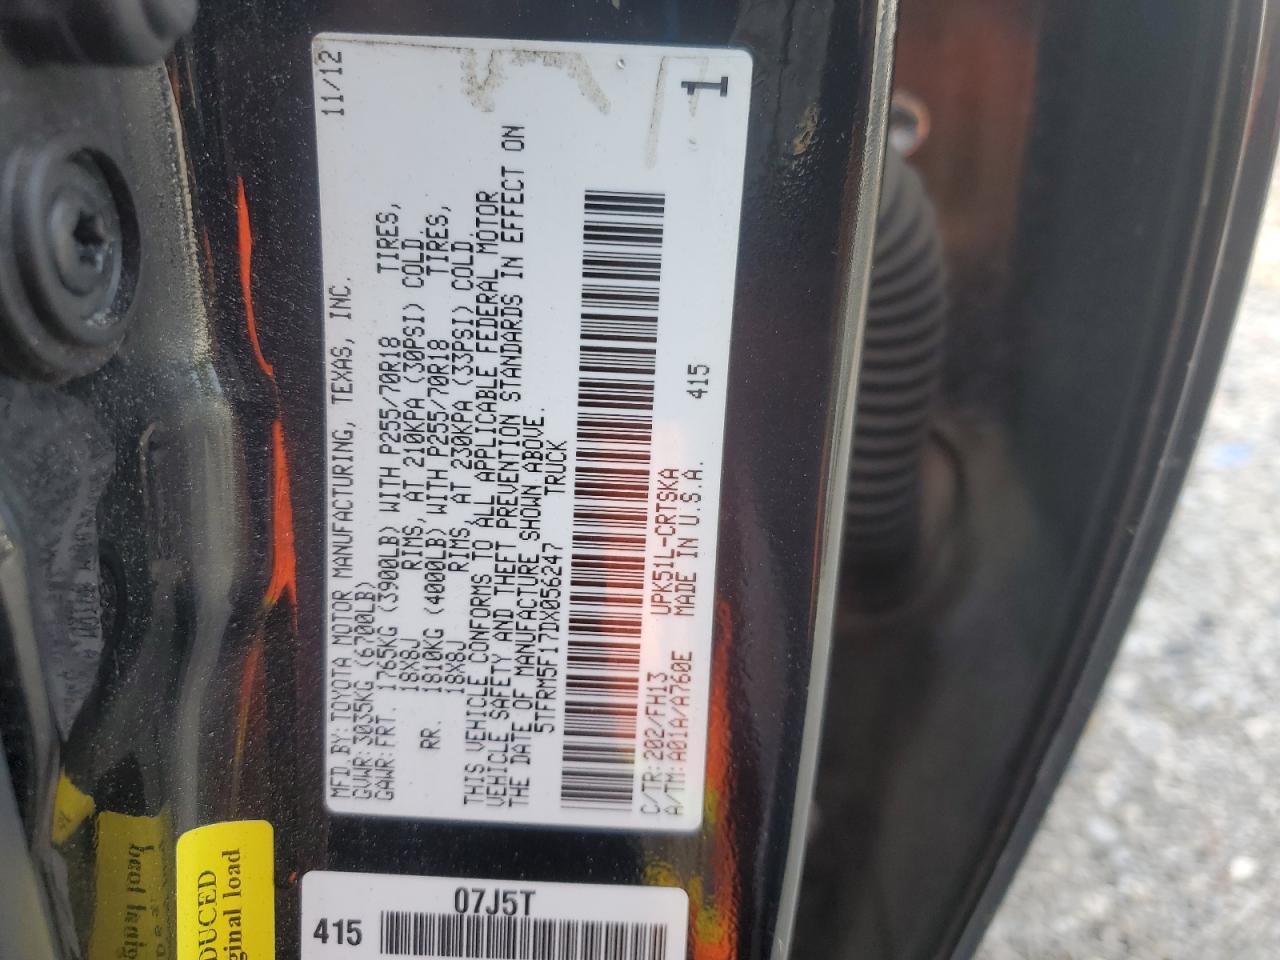 11/12
MFD.BY: TOYOTA MOTOR MANUFACTURING, TEXAS, INC.
GVWR: 3035KG (6700LB)
GAWR: FRT. 1765KG (3900LB) WITH P255/70R18 TIRES,
18X8J RIMS, AT 210KPA (30PSI) COLD.
RR. 1810KG (4000LB) WITH P255/70R18 TIRES,
18X8J RIMS, AT 230KPA (33PSI) COLD.
THIS VEHICLE CONFORMS TO ALL APPLICABLE FEDERAL MOTOR
VEHICLE SAFETY AND THEFT PREVENTION STANDARDS IN EFFECT ON
THE DATE OF MANUFACTURE SHOWN ABOVE.
5TFRM5F17DX056247 TRUCK
C/TR: 202/FH13 UPK51L-CRTSKA 415
A/TM: A01A/A760E MADE IN U.S.A.
1
415 07J5T
DUCED
ginal load